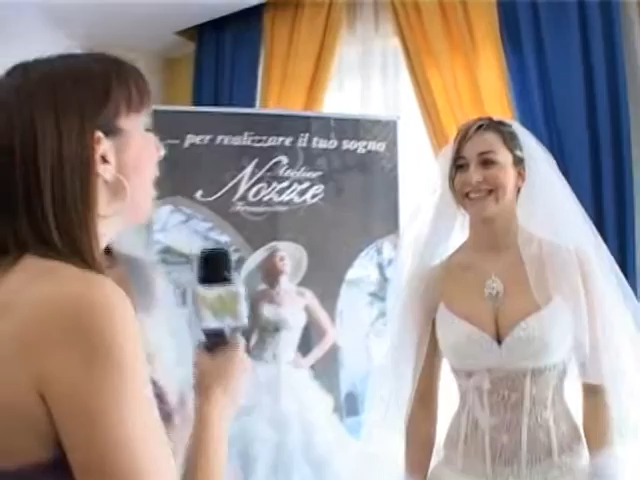 ... per realizzare il tuo sogno
Atelier
Nozze